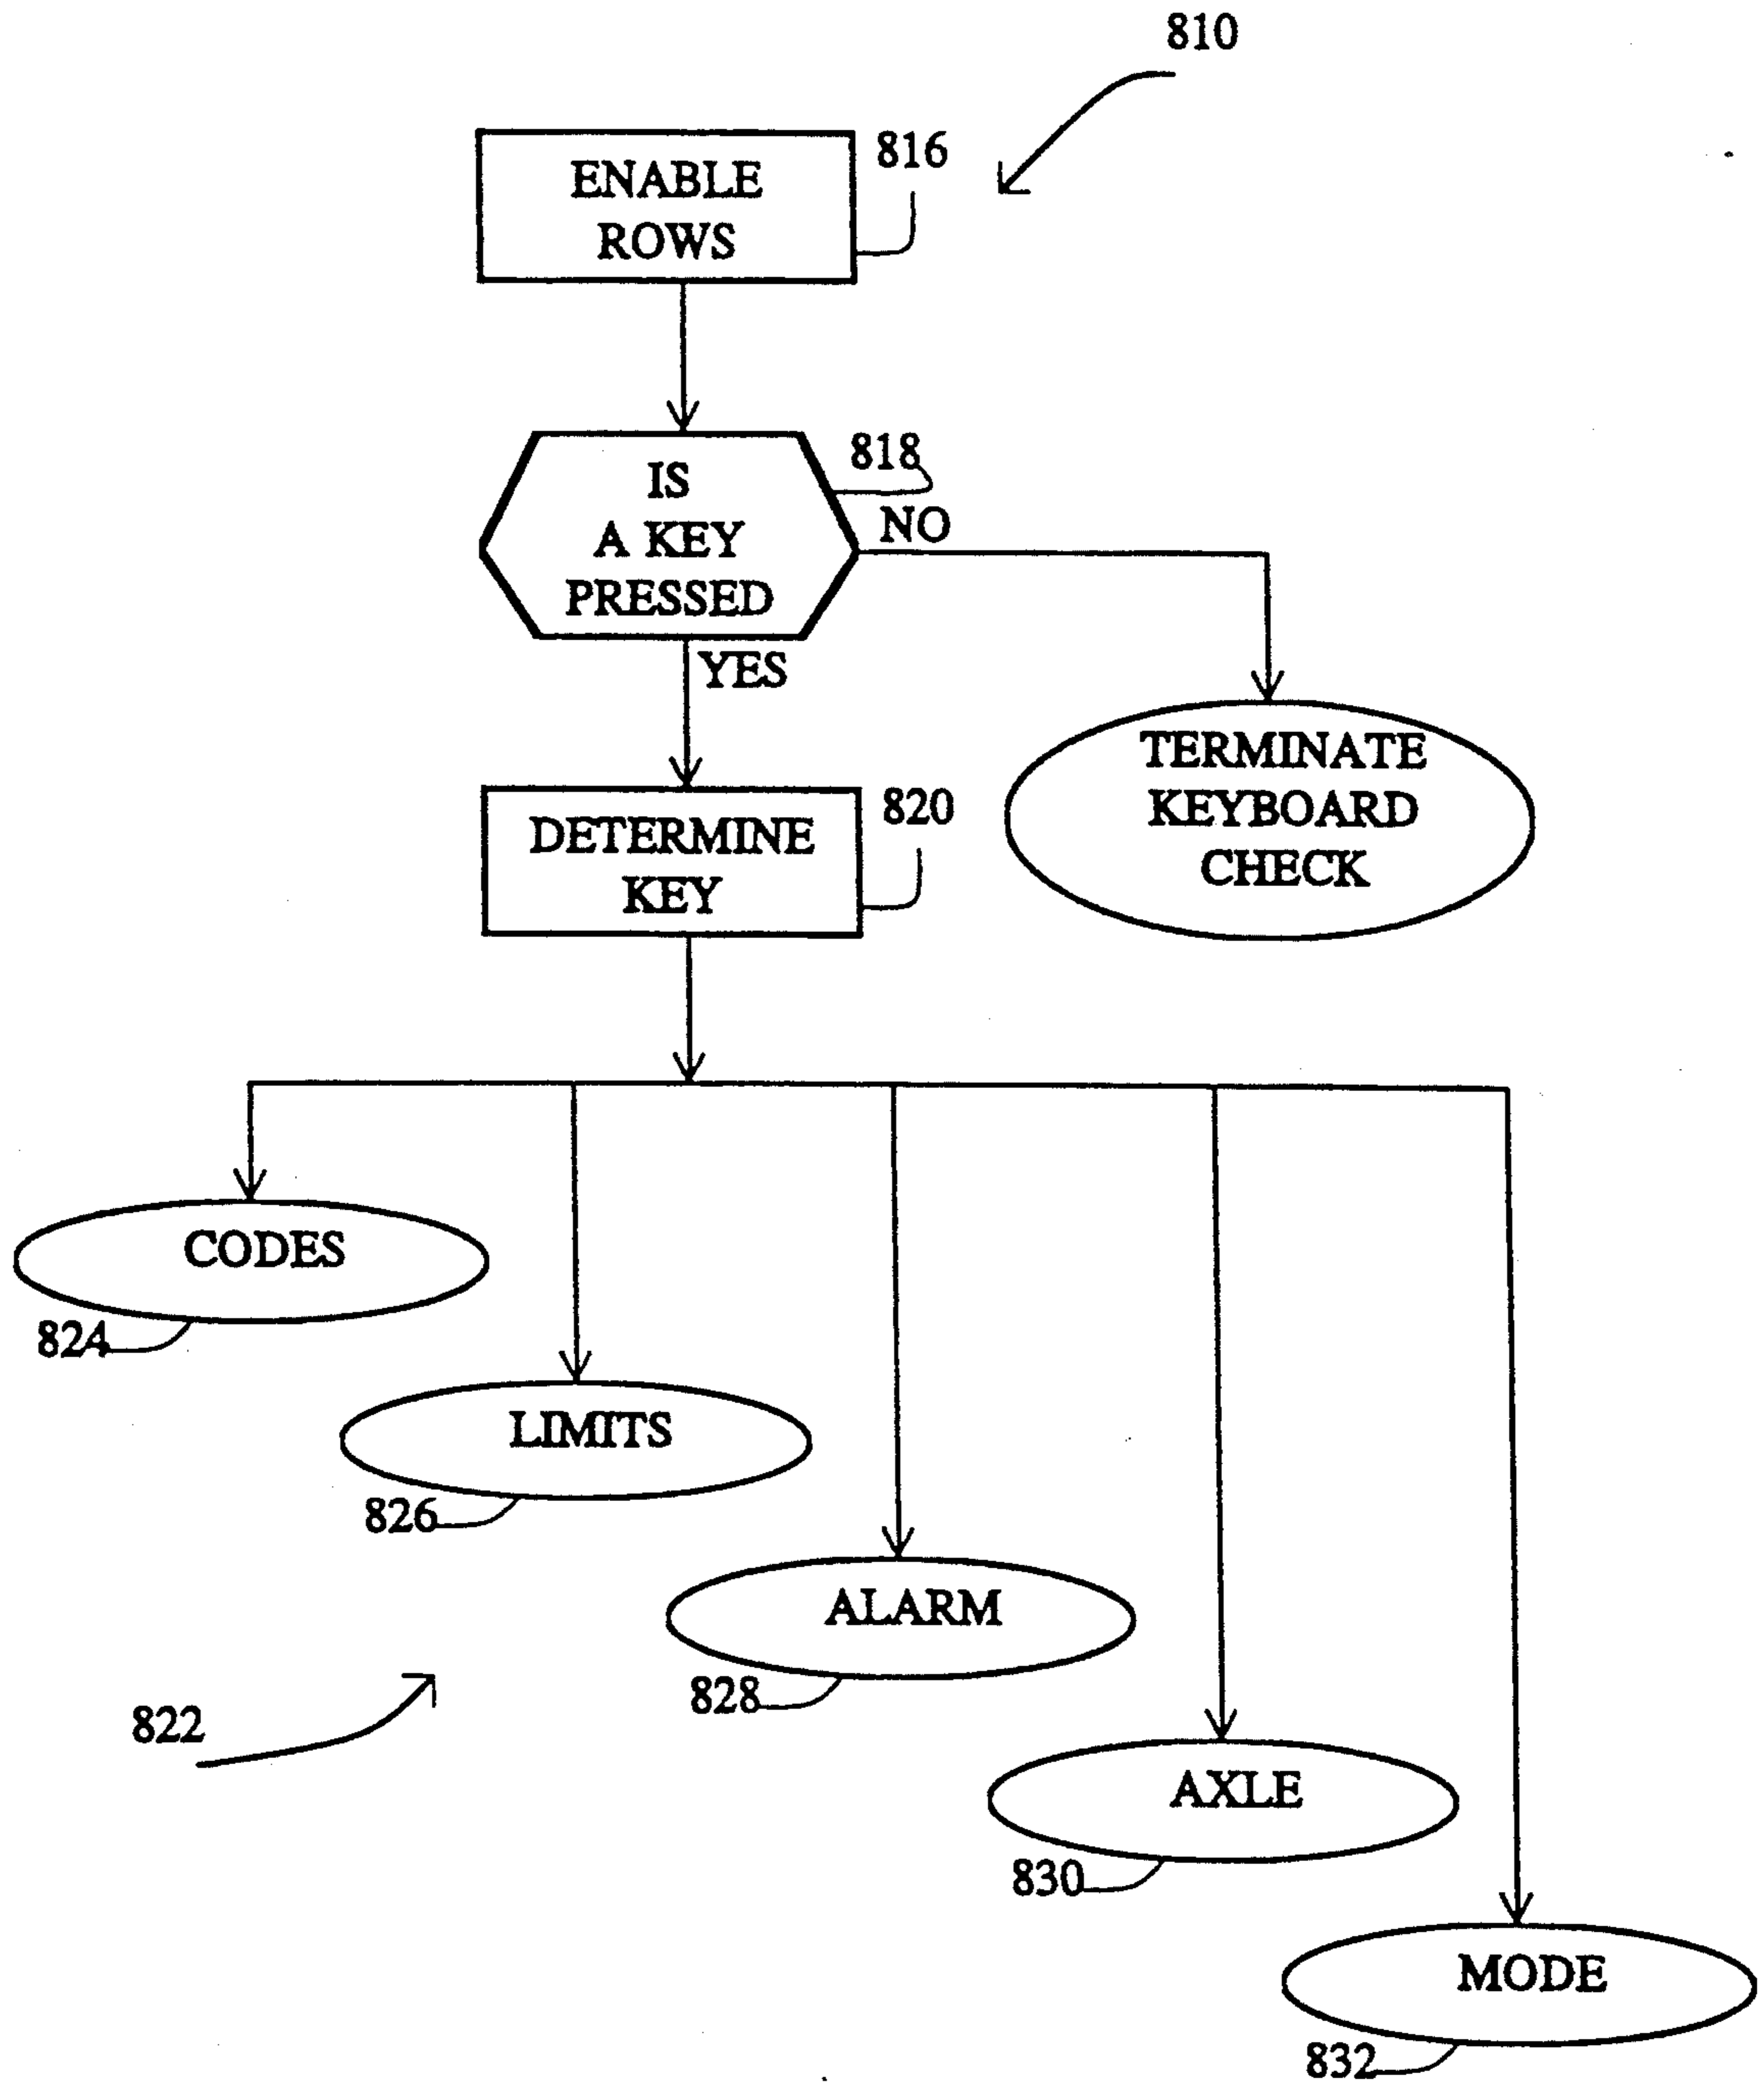 810
816
ENABLE
ROWS
818
IS
A KEY
PRESSED
NO
YES
TERMINATE
KEYBOARD
CHECK
820
DETERMINE
KEY
CODES
824
LIMITS
826
ALARM
828
822
AXLE
830
MODE
832